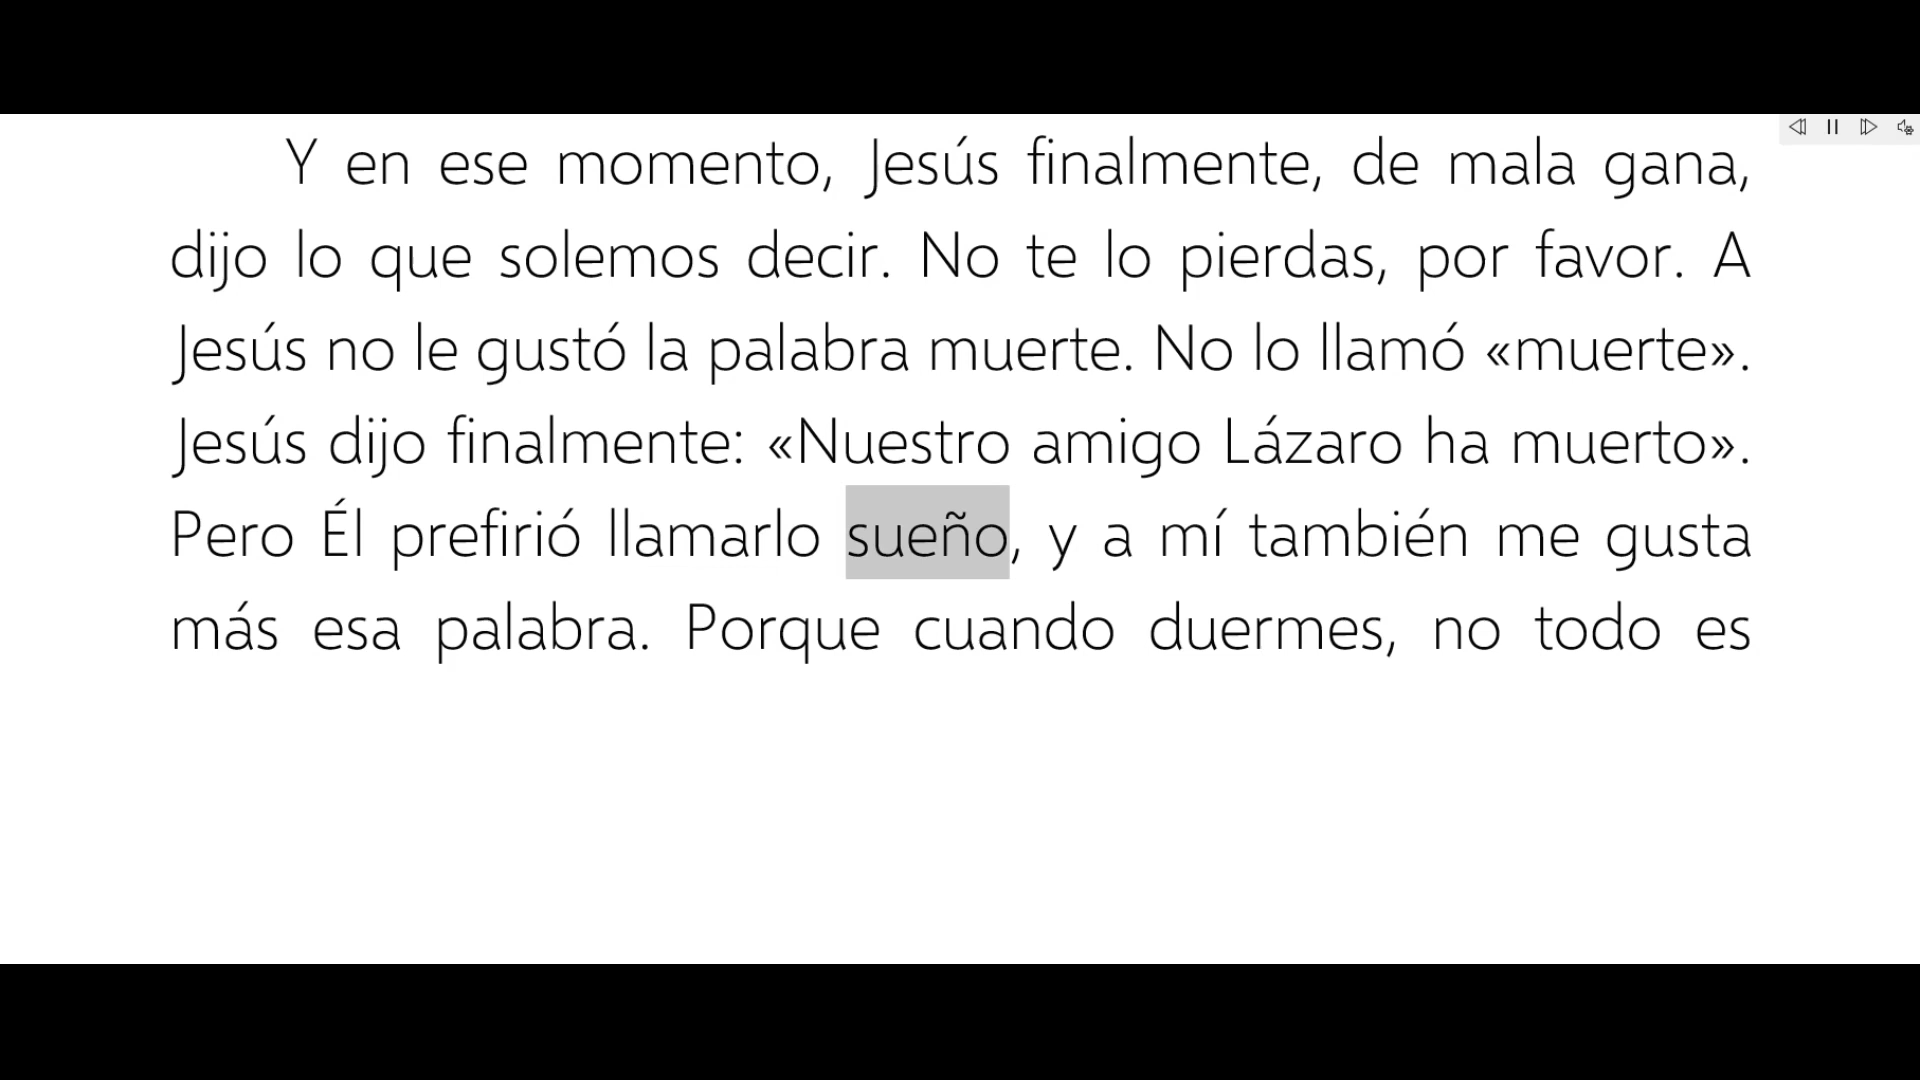 Y en ese momento, Jesús finalmente, de mala gana,
dijo lo que solemos decir. No te lo pierdas, por favor. A
Jesús no le gustó la palabra muerte. No lo llamó «muerte».
Jesús dijo finalmente: «Nuestro amigo Lázaro ha muerto».
Pero Él prefirió llamarlo sueño, y a mí también me gusta
más esa palabra. Porque cuando duermes, no todo es